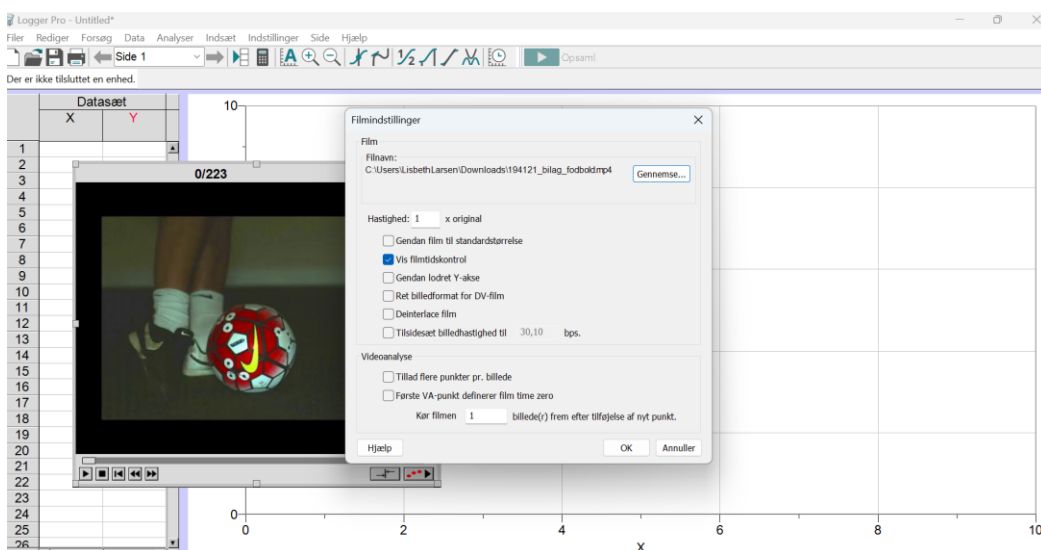 Logger Pro - Untitled*
Filer Rediger Forsøg Data Analyser Indsæt Indstillinger Side Hjælp
Side 1
Opsaml
Der er ikke tilsluttet en enhed.
Datasæt
X Y
1
2
3
4
5
6
7
8
9
10
11
12
13
14
15
16
17
18
19
20
21
22
23
24
25
26
0/223
Filmindstillinger
Film
Filnavn:
C:\Users\LisbethLarsen\Downloads\194121_bilag_fodbold.mp4
Gennemse...
Hastighed: 1 x original
Gendan film til standardstørrelse
Vis filmtidskontrol
Gendan lodret Y-akse
Ret billedformat for DV-film
Deinterlace film
Tilsidesæt billedhastighed til 30,10 bps.
Videoanalyse
Tillad flere punkter pr. billede
Første VA-punkt definerer film time zero
Kør filmen 1 billede(r) frem efter tilføjelse af nyt punkt.
Hjælp OK Annuller
10
0
0 2 4 6 8 10
X